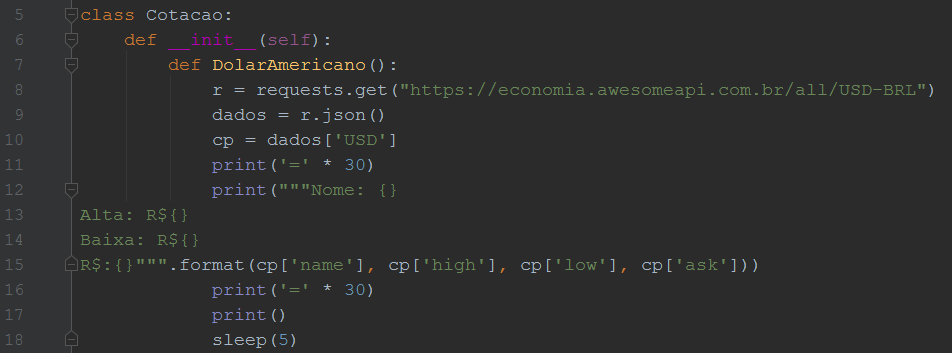 5 class Cotacao:
6     def __init__(self):
7         def DolarAmericano():
8             r = requests.get("https://economia.awesomeapi.com.br/all/USD-BRL")
9             dados = r.json()
10             cp = dados['USD']
11             print('=' * 30)
12             print("""Nome: {}
13 Alta: R${}
14 Baixa: R${}
15 R$:{}""".format(cp['name'], cp['high'], cp['low'], cp['ask']))
16             print('=' * 30)
17             print()
18             sleep(5)